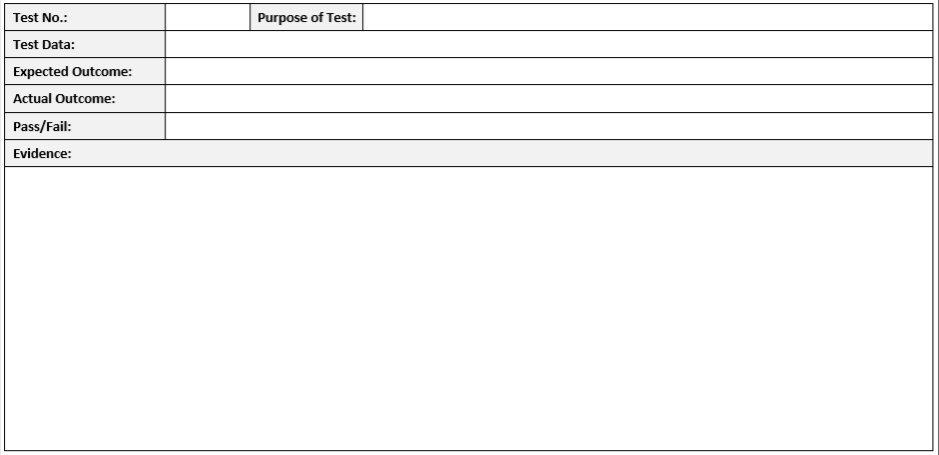 Test No.: Purpose of Test:
Test Data:
Expected Outcome:
Actual Outcome:
Pass/Fail:
Evidence: